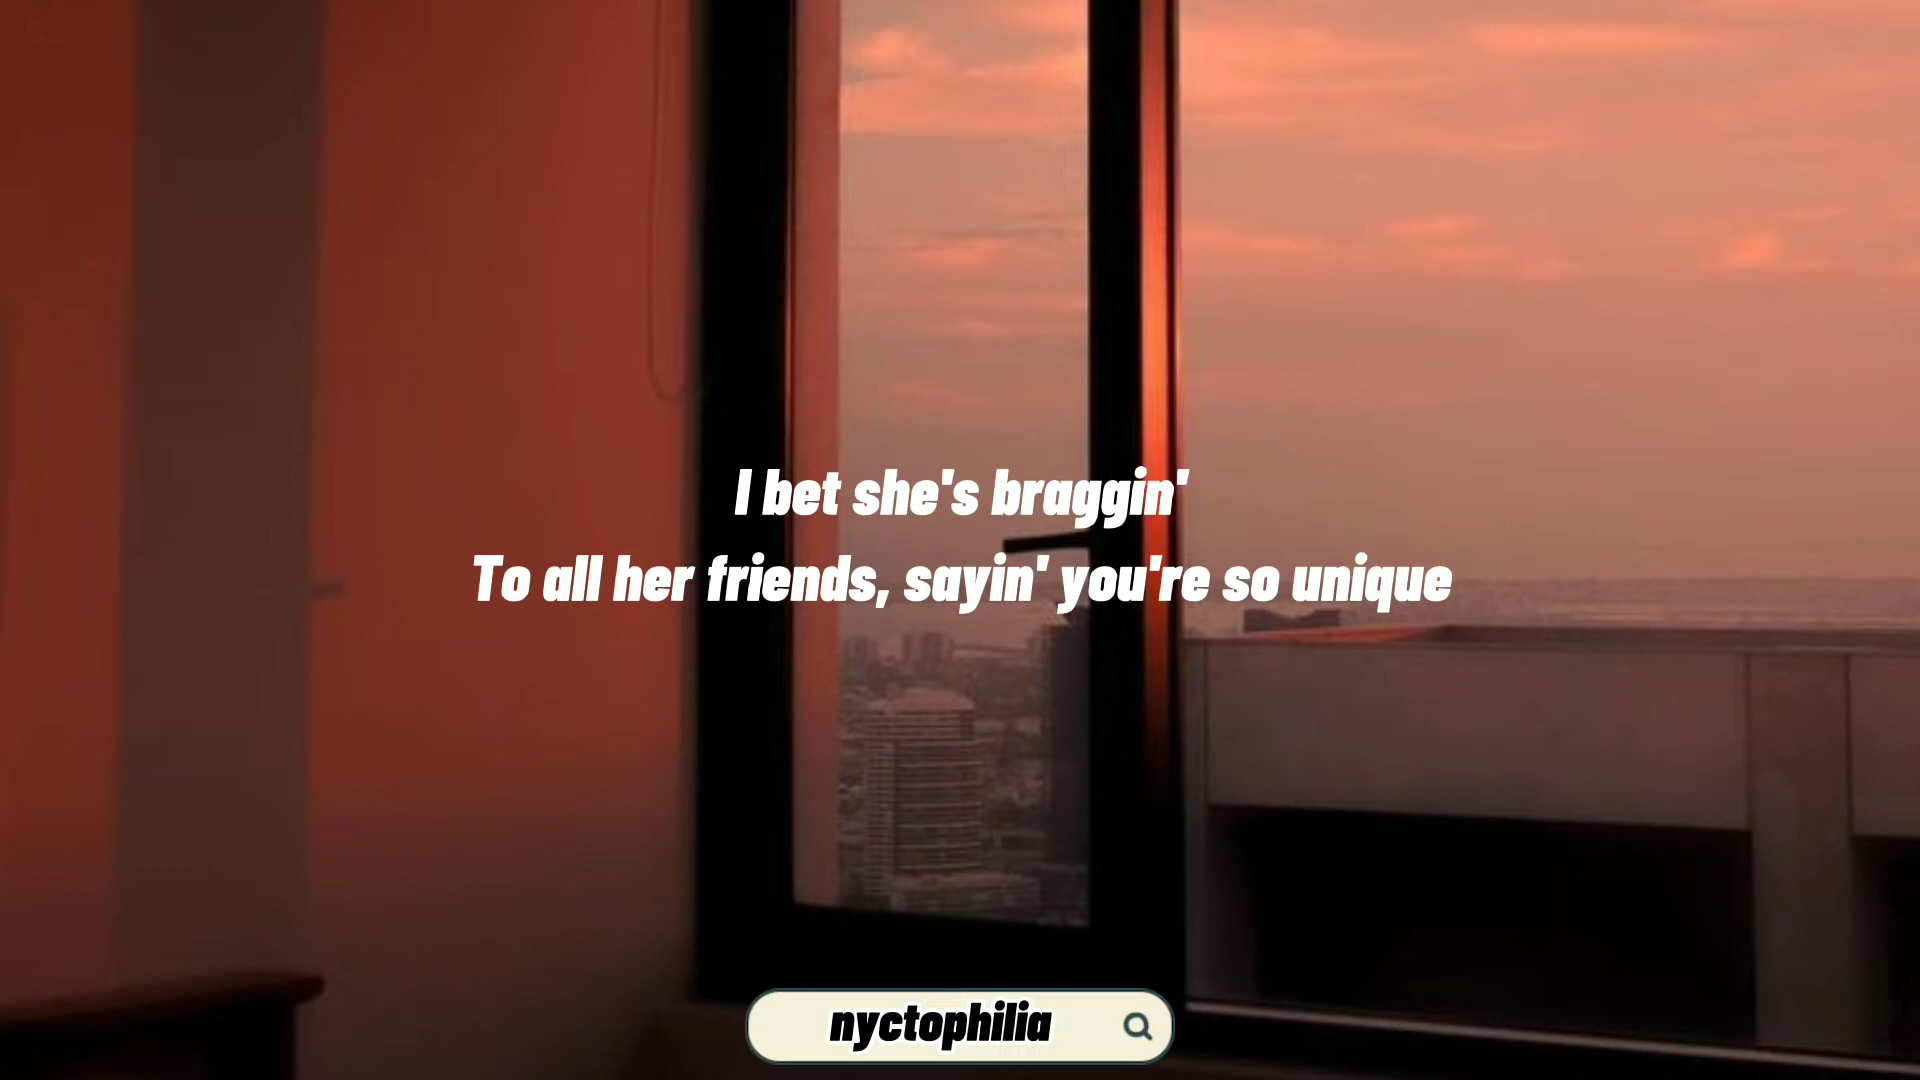 I bet she's braggin'
To all her friends, sayin' you're so unique
nyctophilia